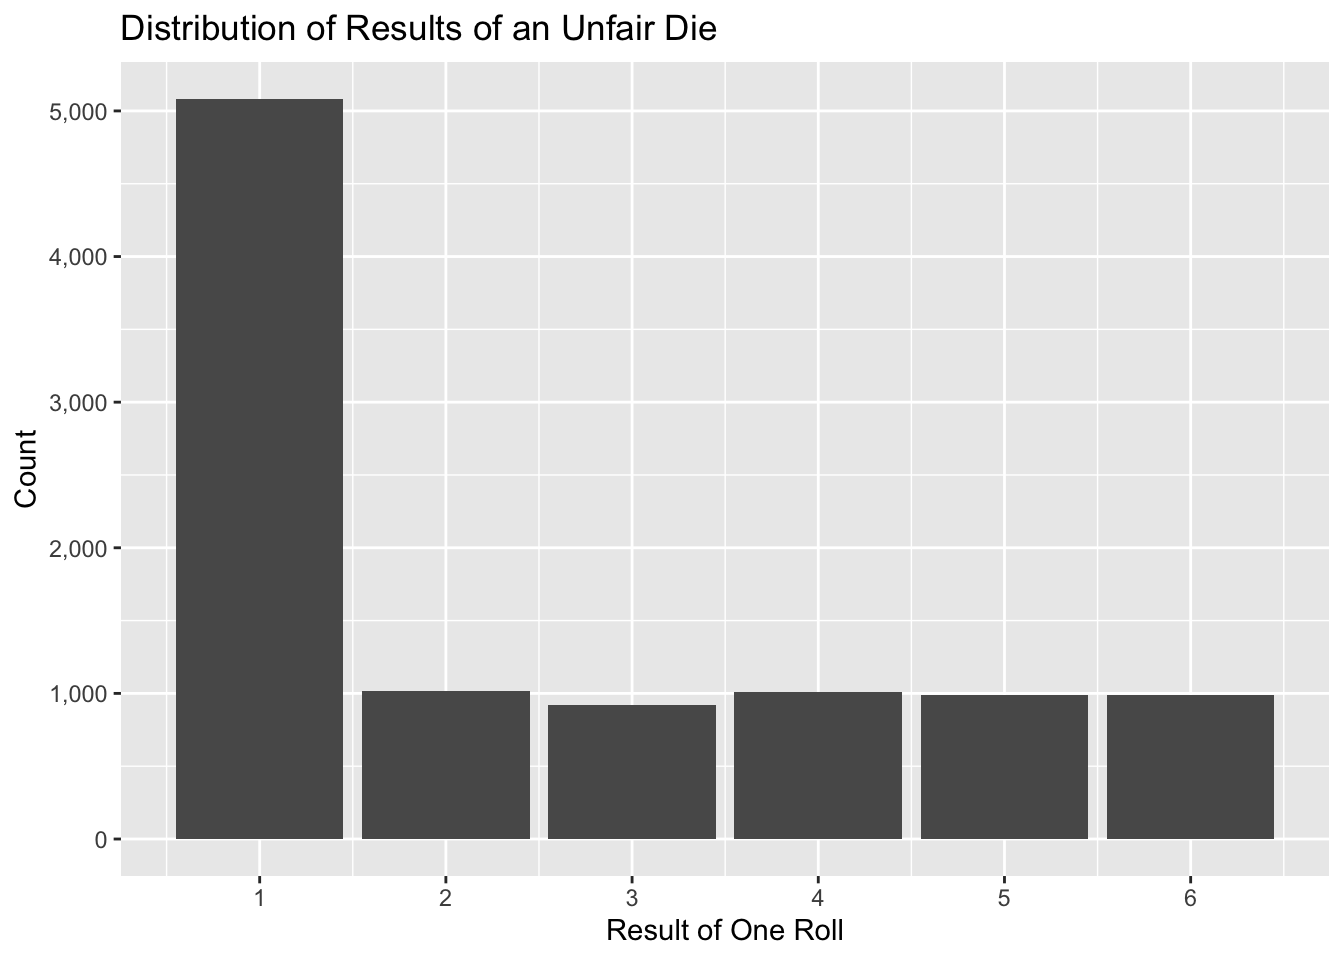 Distribution of Results of an Unfair Die
Count
5,000
4,000
3,000
2,000
1,000
0
1 2 3 4 5 6
Result of One Roll